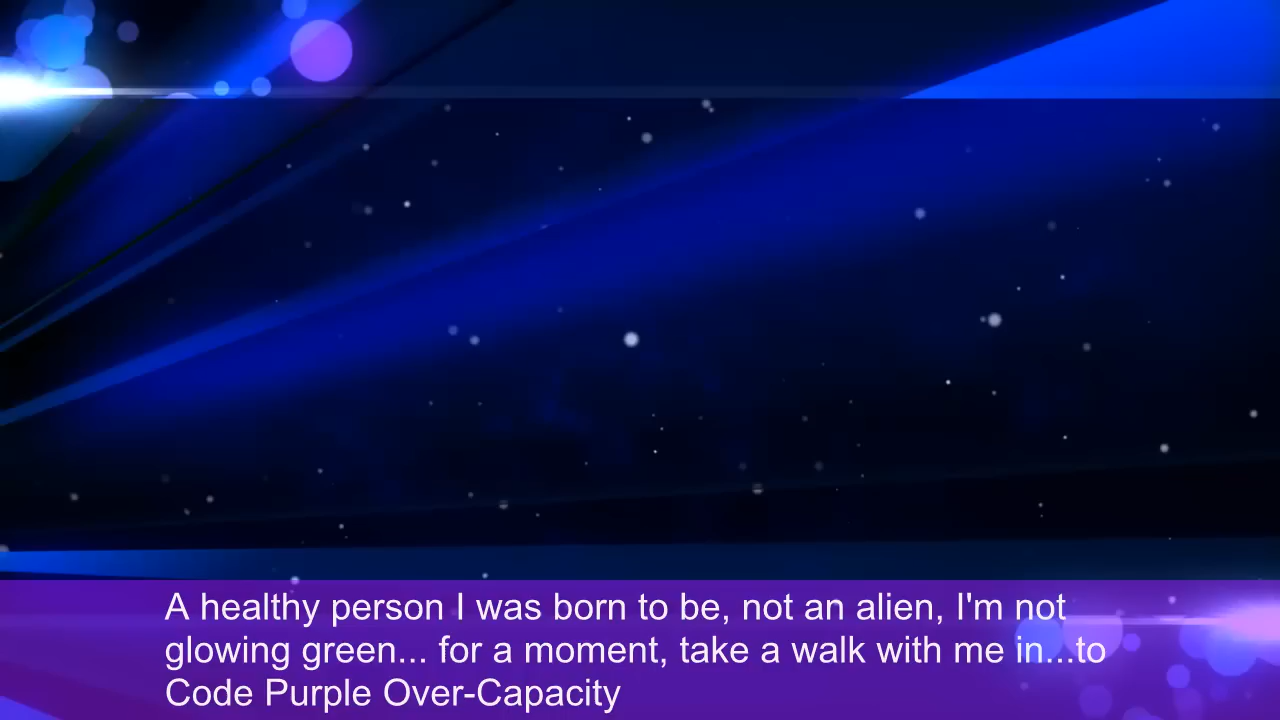 A healthy person I was born to be, not an alien, I'm not
glowing green... for a moment, take a walk with me in...to
Code Purple Over-Capacity